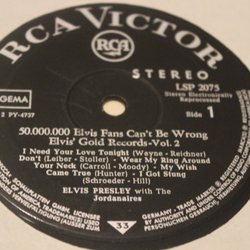 RCA VICTOR
RCA
STEREO
GEMA
2 PY-4737
LSP 2075
Stereo Electronically
Reprocessed
Side 1
50.000.000 Elvis Fans Can't Be Wrong
Elvis' Gold Records-Vol. 2
I Need Your Love Tonight (Wayne - Reichner)
Don't (Leiber - Stoller) - Wear My Ring Around
Your Neck (Carroll - Moody) - My Wish
Came True (Hunter) - I Got Stung
(Schroeder - Hill)
ELVIS PRESLEY with The
Jordanaires
33